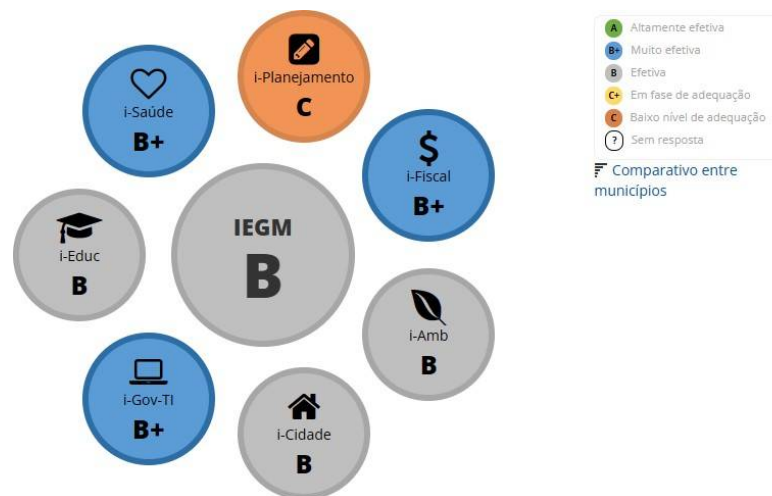 i-Planejamento
C
i-Saúde
B+
$
i-Fiscal
B+
i-Educ
B
IEGM
B
i-Amb
B
i-Gov-TI
B+
i-Cidade
B
A Altamente efetiva
B+ Muito efetiva
B Efetiva
C+ Em fase de adequação
C Baixo nível de adequação
? Sem resposta
Comparativo entre
municípios